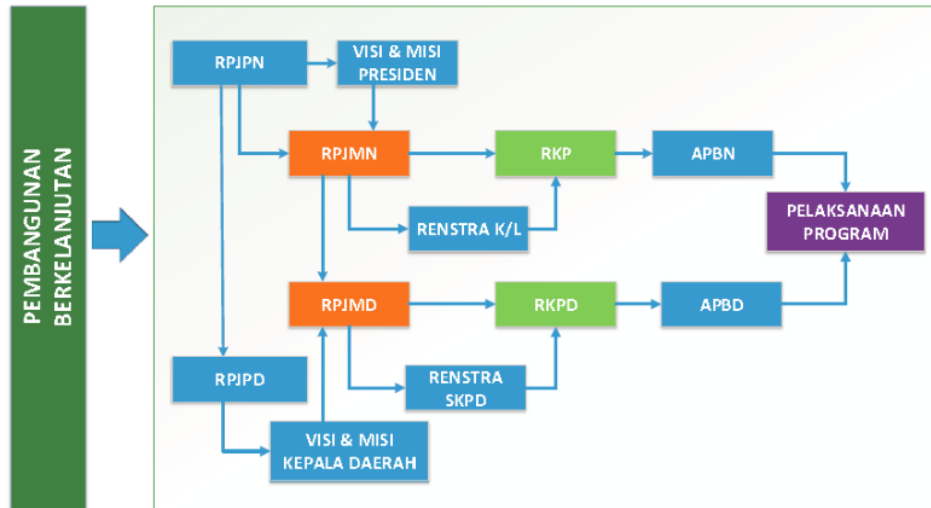 PEMBANGUNAN
BERKELANJUTAN
RPJPN
VISI & MISI
PRESIDEN
RPJMN
RKP
APBN
RENSTRA K/L
PELAKSANAAN
PROGRAM
RPJMD
RKPD
APBD
RPJPD
RENSTRA
SKPD
VISI & MISI
KEPALA DAERAH